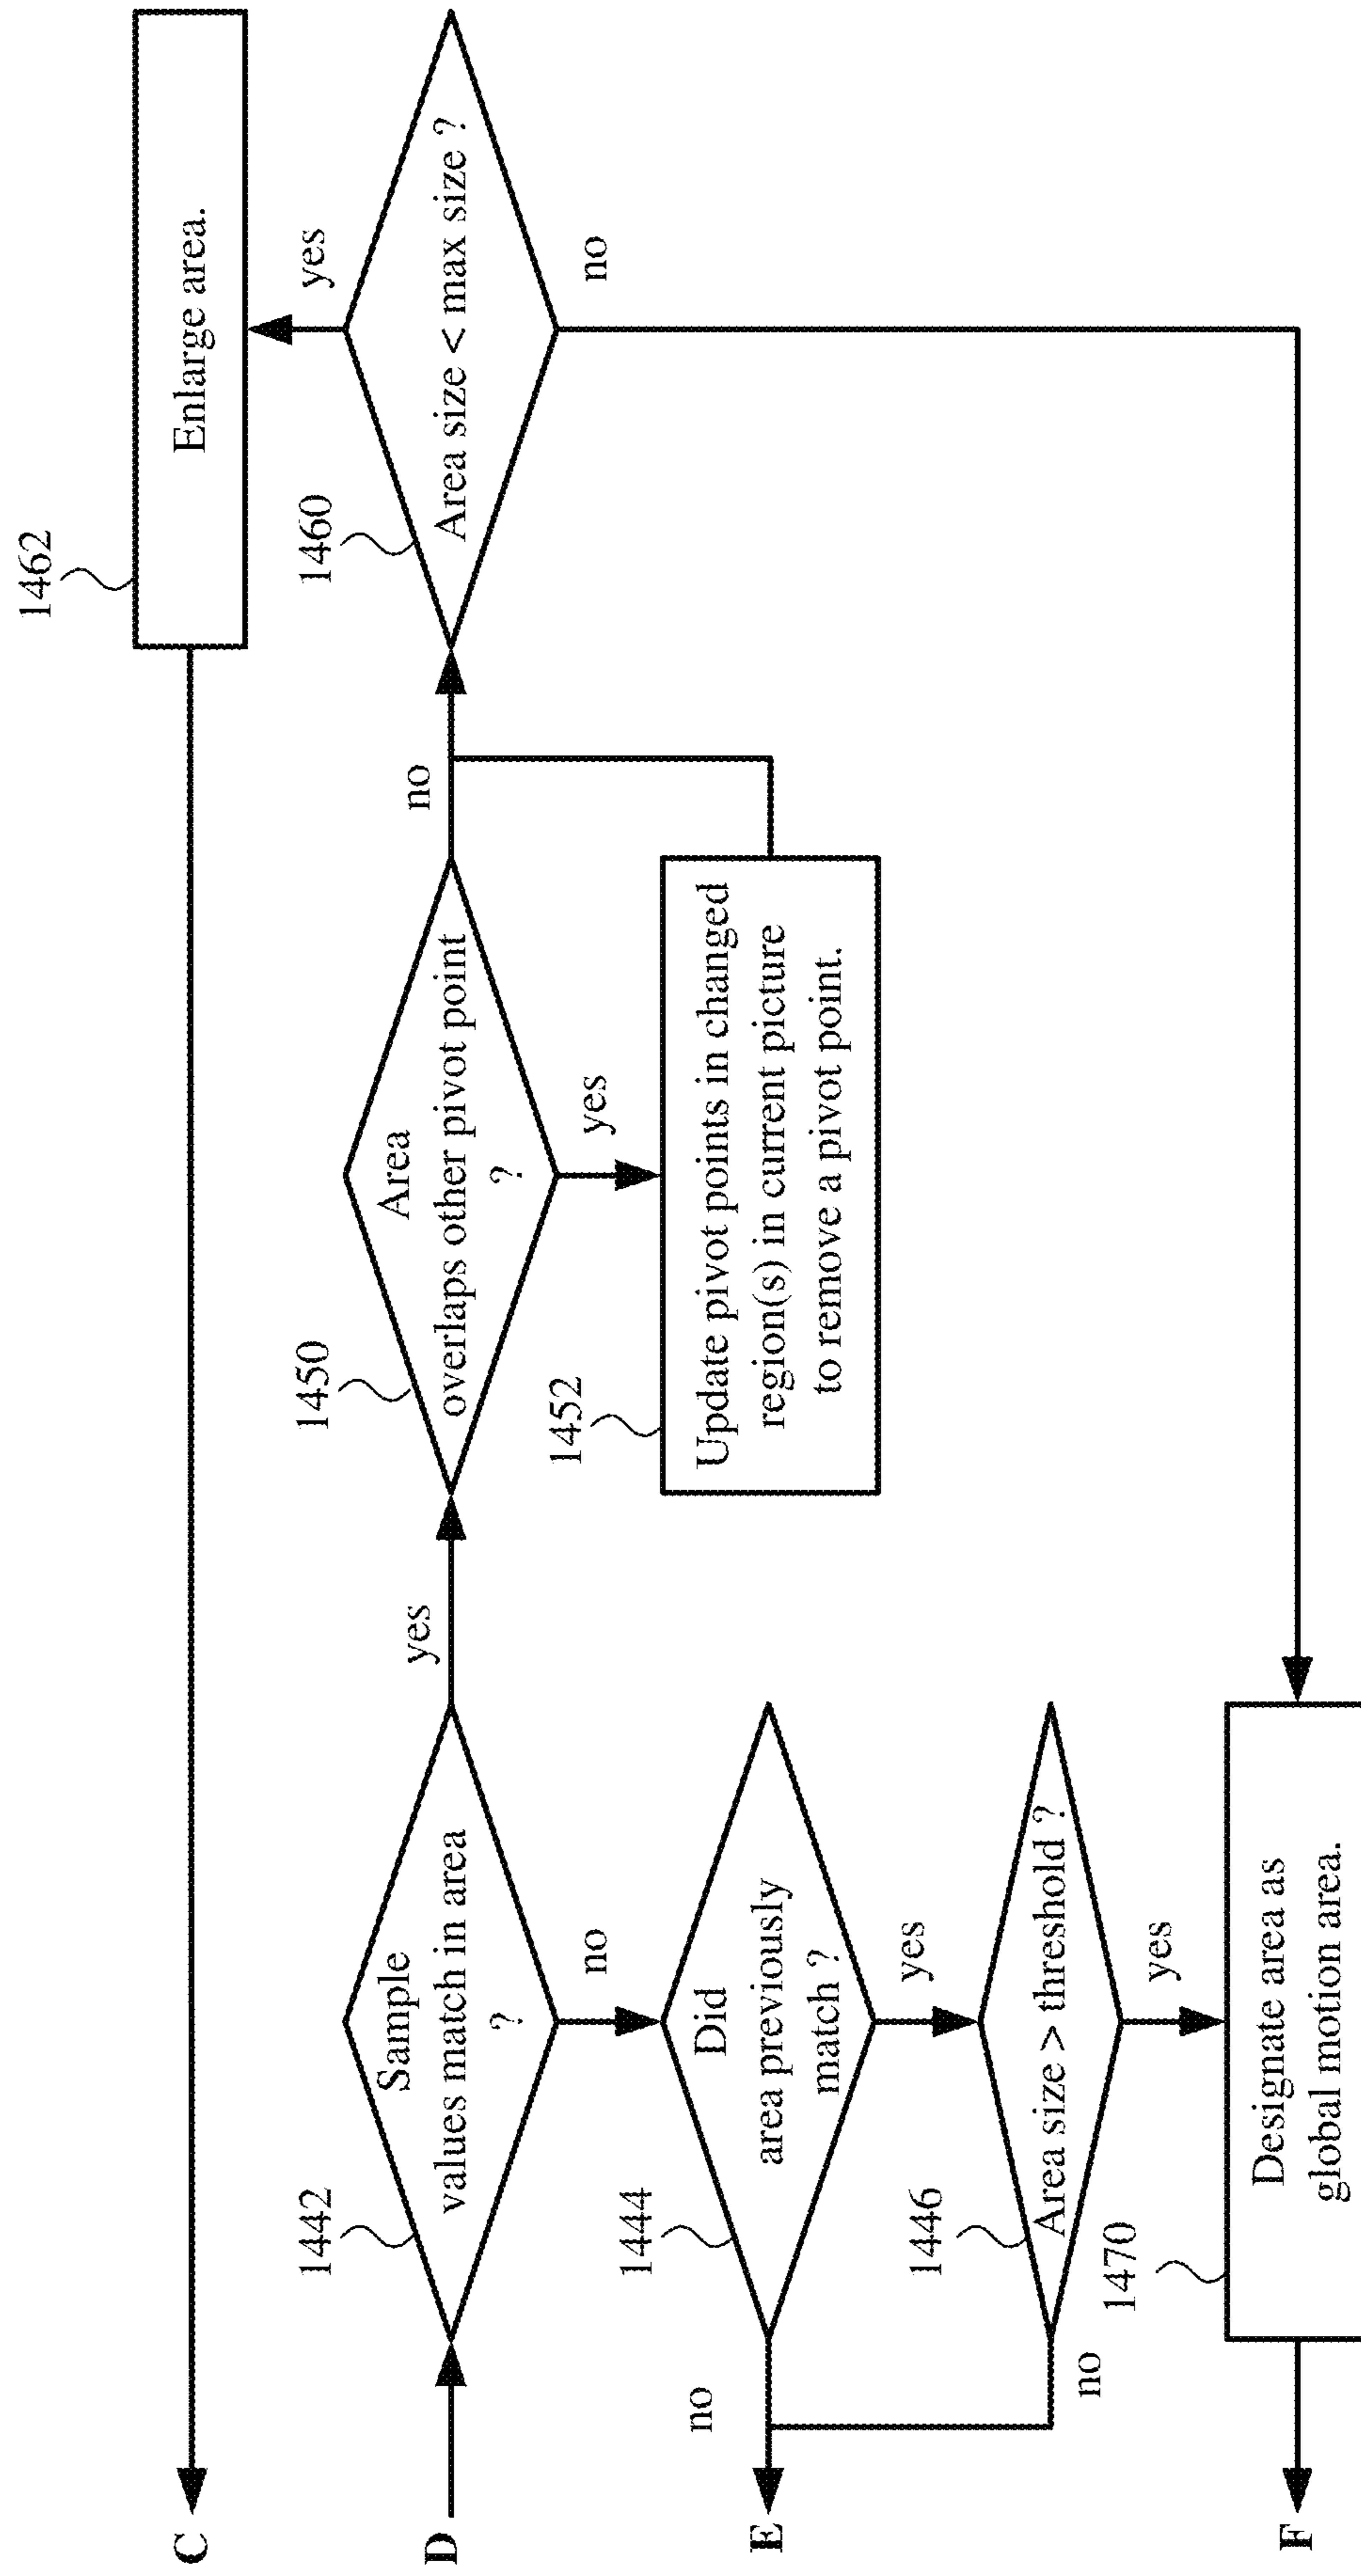 1462
Enlarge area.
C
yes
1460
Area size < max size ?
no
D
1442
Sample
values match in area
?
yes
1450
Area
overlaps other pivot point
?
no
yes
1452
Update pivot points in changed
region(s) in current picture
to remove a pivot point.
no
1444
Did
area previously
match ?
no
E
yes
1446
Area size > threshold ?
no
yes
1470
Designate area as
global motion area.
F